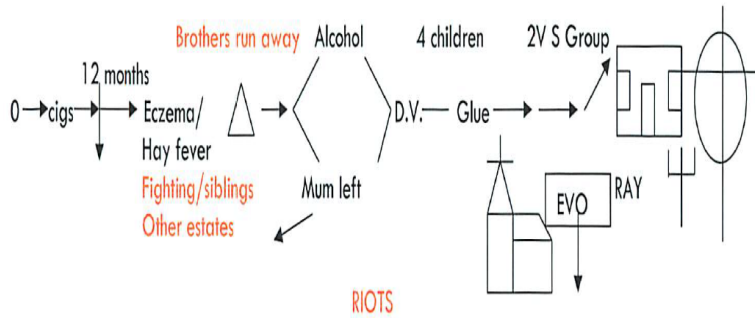 Brothers run away
Alcohol
4 children
2V S Group
12 months
0
cigs
Eczema/
Hay fever
Fighting/siblings
Other estates
D.V.
Glue
Mum left
EVO
RAY
RIOTS